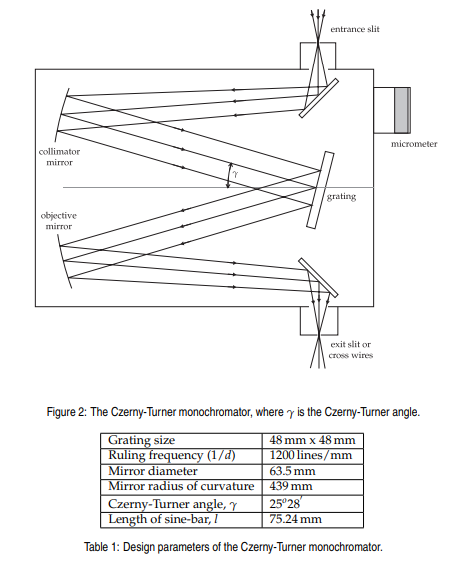 entrance slit
micrometer
collimator
mirror
γ
grating
objective
mirror
exit slit or
cross wires
Figure 2: The Czerny-Turner monochromator, where γ is the Czerny-Turner angle.
Grating size 48 mm x 48 mm
Ruling frequency (1/d) 1200 lines/mm
Mirror diameter 63.5 mm
Mirror radius of curvature 439 mm
Czerny-Turner angle, γ 25°28′
Length of sine-bar, l 75.24 mm
Table 1: Design parameters of the Czerny-Turner monochromator.